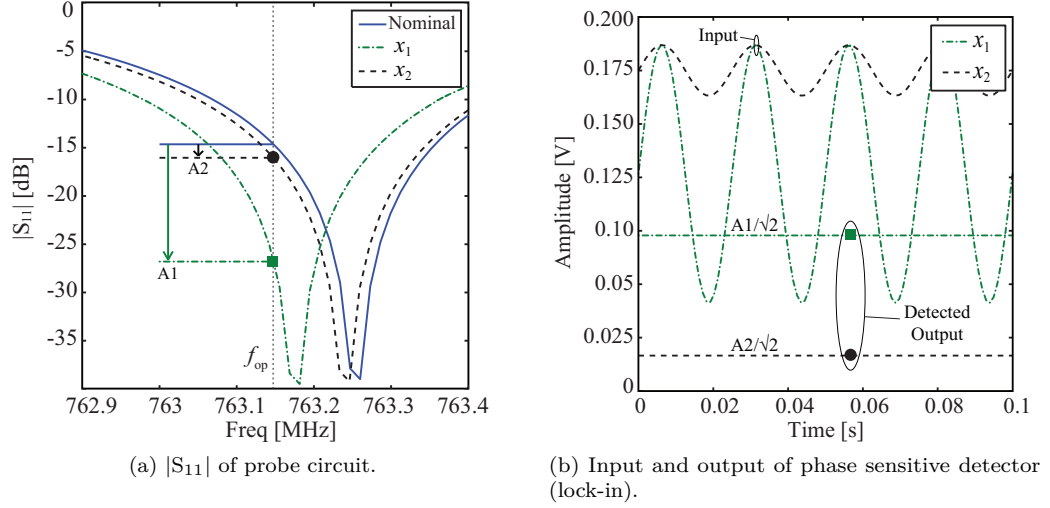 Nominal
x₁
x₂
-5
-10
-15
-20
-25
-30
-35
|S₁₁| [dB]
A2
A1
f_op
762.9
763
763.1
763.2
763.3
763.4
Freq [MHz]
(a) |S₁₁| of probe circuit.
0.200
0.175
0.150
0.125
0.10
0.05
0.025
0
Amplitude [V]
Input
x₁
x₂
A1/√2
A2/√2
Detected
Output
0
0.02
0.04
0.06
0.08
0.1
Time [s]
(b) Input and output of phase sensitive detector
(lock-in).